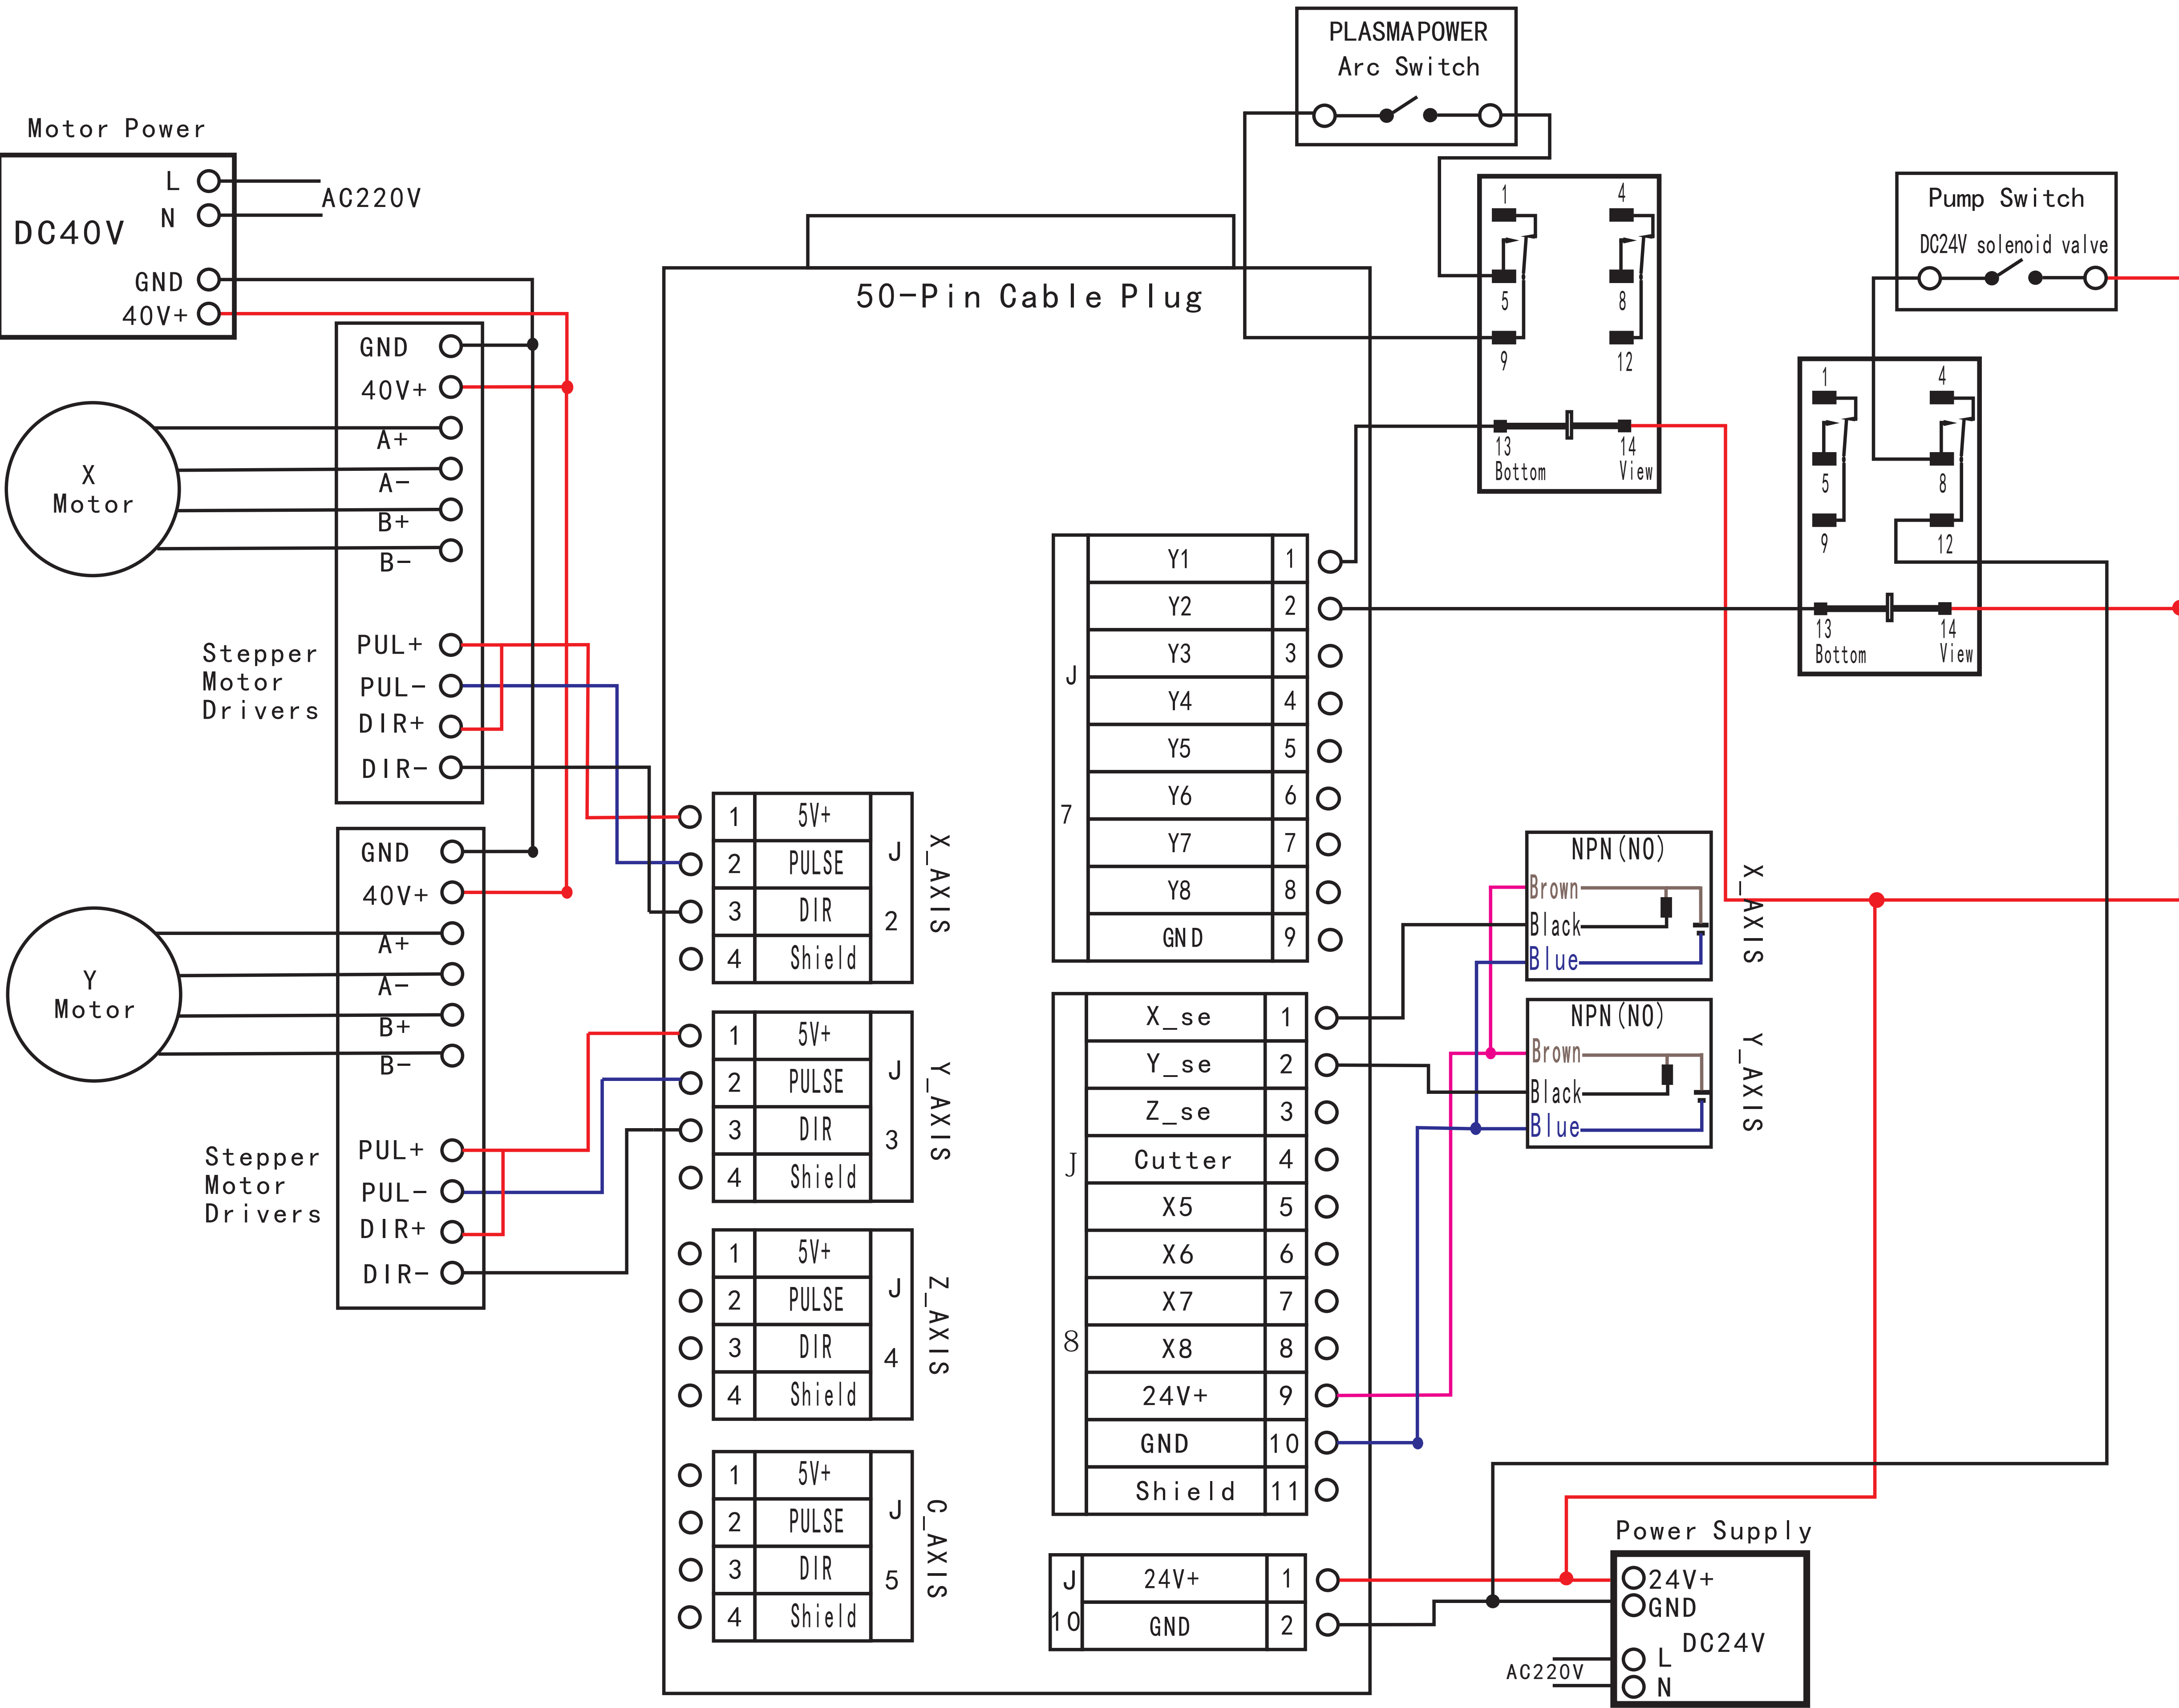 PLASMAPOWER
Arc Switch
Motor Power
L
N
AC220V
DC40V
GND
40V+
1
4
5
8
9
12
13
14
Bottom
View
Pump Switch
DC24V solenoid valve
1
4
5
8
9
12
13
14
Bottom
View
50-Pin Cable Plug
GND
40V+
A+
A-
B+
B-
X
Motor
Stepper
Motor
Drivers
PUL+
PUL-
DIR+
DIR-
GND
40V+
A+
A-
B+
B-
Y
Motor
Stepper
Motor
Drivers
PUL+
PUL-
DIR+
DIR-
1 5V+
2 PULSE
3 DIR
4 Shield
J
2
X_AXIS
1 5V+
2 PULSE
3 DIR
4 Shield
J
3
Y_AXIS
1 5V+
2 PULSE
3 DIR
4 Shield
J
4
Z_AXIS
1 5V+
2 PULSE
3 DIR
4 Shield
J
5
C_AXIS
J
7
Y1 1
Y2 2
Y3 3
Y4 4
Y5 5
Y6 6
Y7 7
Y8 8
GND 9
J
8
X_se 1
Y_se 2
Z_se 3
Cutter 4
X5 5
X6 6
X7 7
X8 8
24V+ 9
GND 10
Shield 11
J
10
24V+ 1
GND 2
NPN(NO)
Brown
Black
Blue
X_AXIS
NPN(NO)
Brown
Black
Blue
Y_AXIS
Power Supply
24V+
GND
DC24V
AC220V
L
N